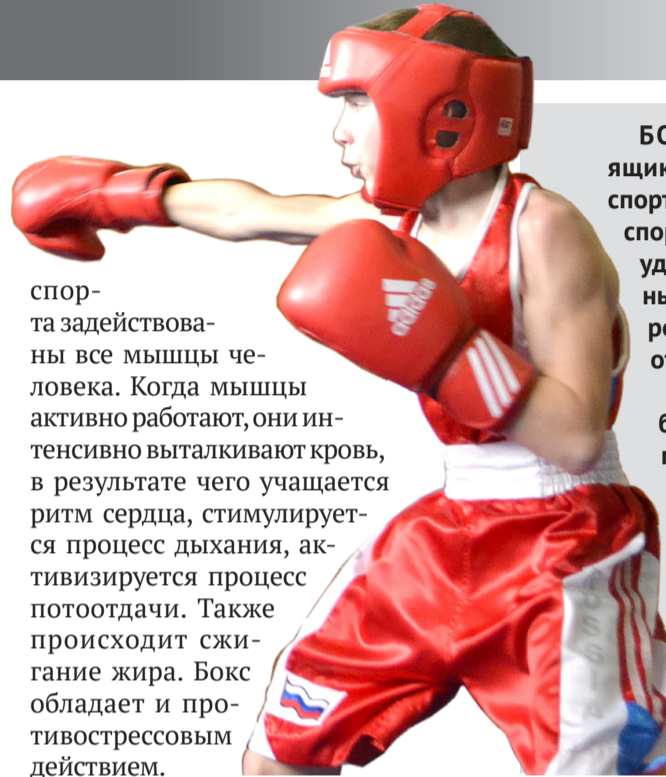 спор-
та задействова-
ны все мышцы че-
ловека. Когда мышцы
активно работают, они ин-
тенсивно выталкивают кровь,
в результате чего учащается
ритм сердца, стимулирует-
ся процесс дыхания, ак-
тивизируется процесс
потоотдачи. Также
происходит сжи-
гание жира. Бокс
обладает и про-
тивострессовым
действием.
adidas